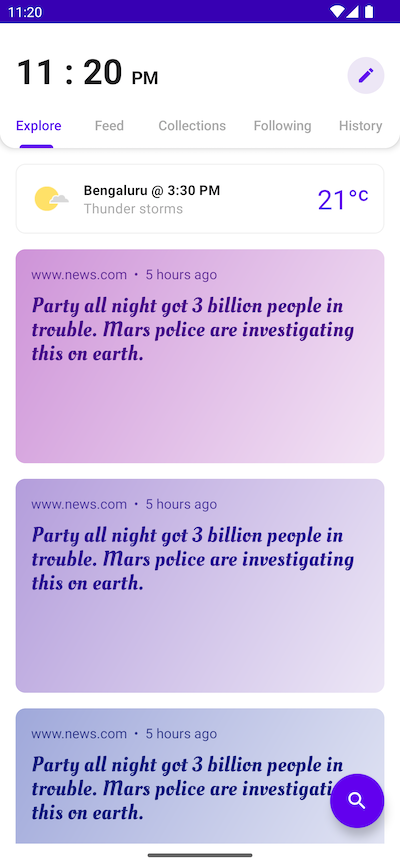 11:20
11 : 20 PM
Explore Feed Collections Following History
Bengaluru @ 3:30 PM
Thunder storms
21°c
www.news.com • 5 hours ago
Party all night got 3 billion people in
trouble. Mars police are investigating
this on earth.
www.news.com • 5 hours ago
Party all night got 3 billion people in
trouble. Mars police are investigating
this on earth.
www.news.com • 5 hours ago
Party all night got 3 billion people in
trouble. Mars police are investigati
this on earth.